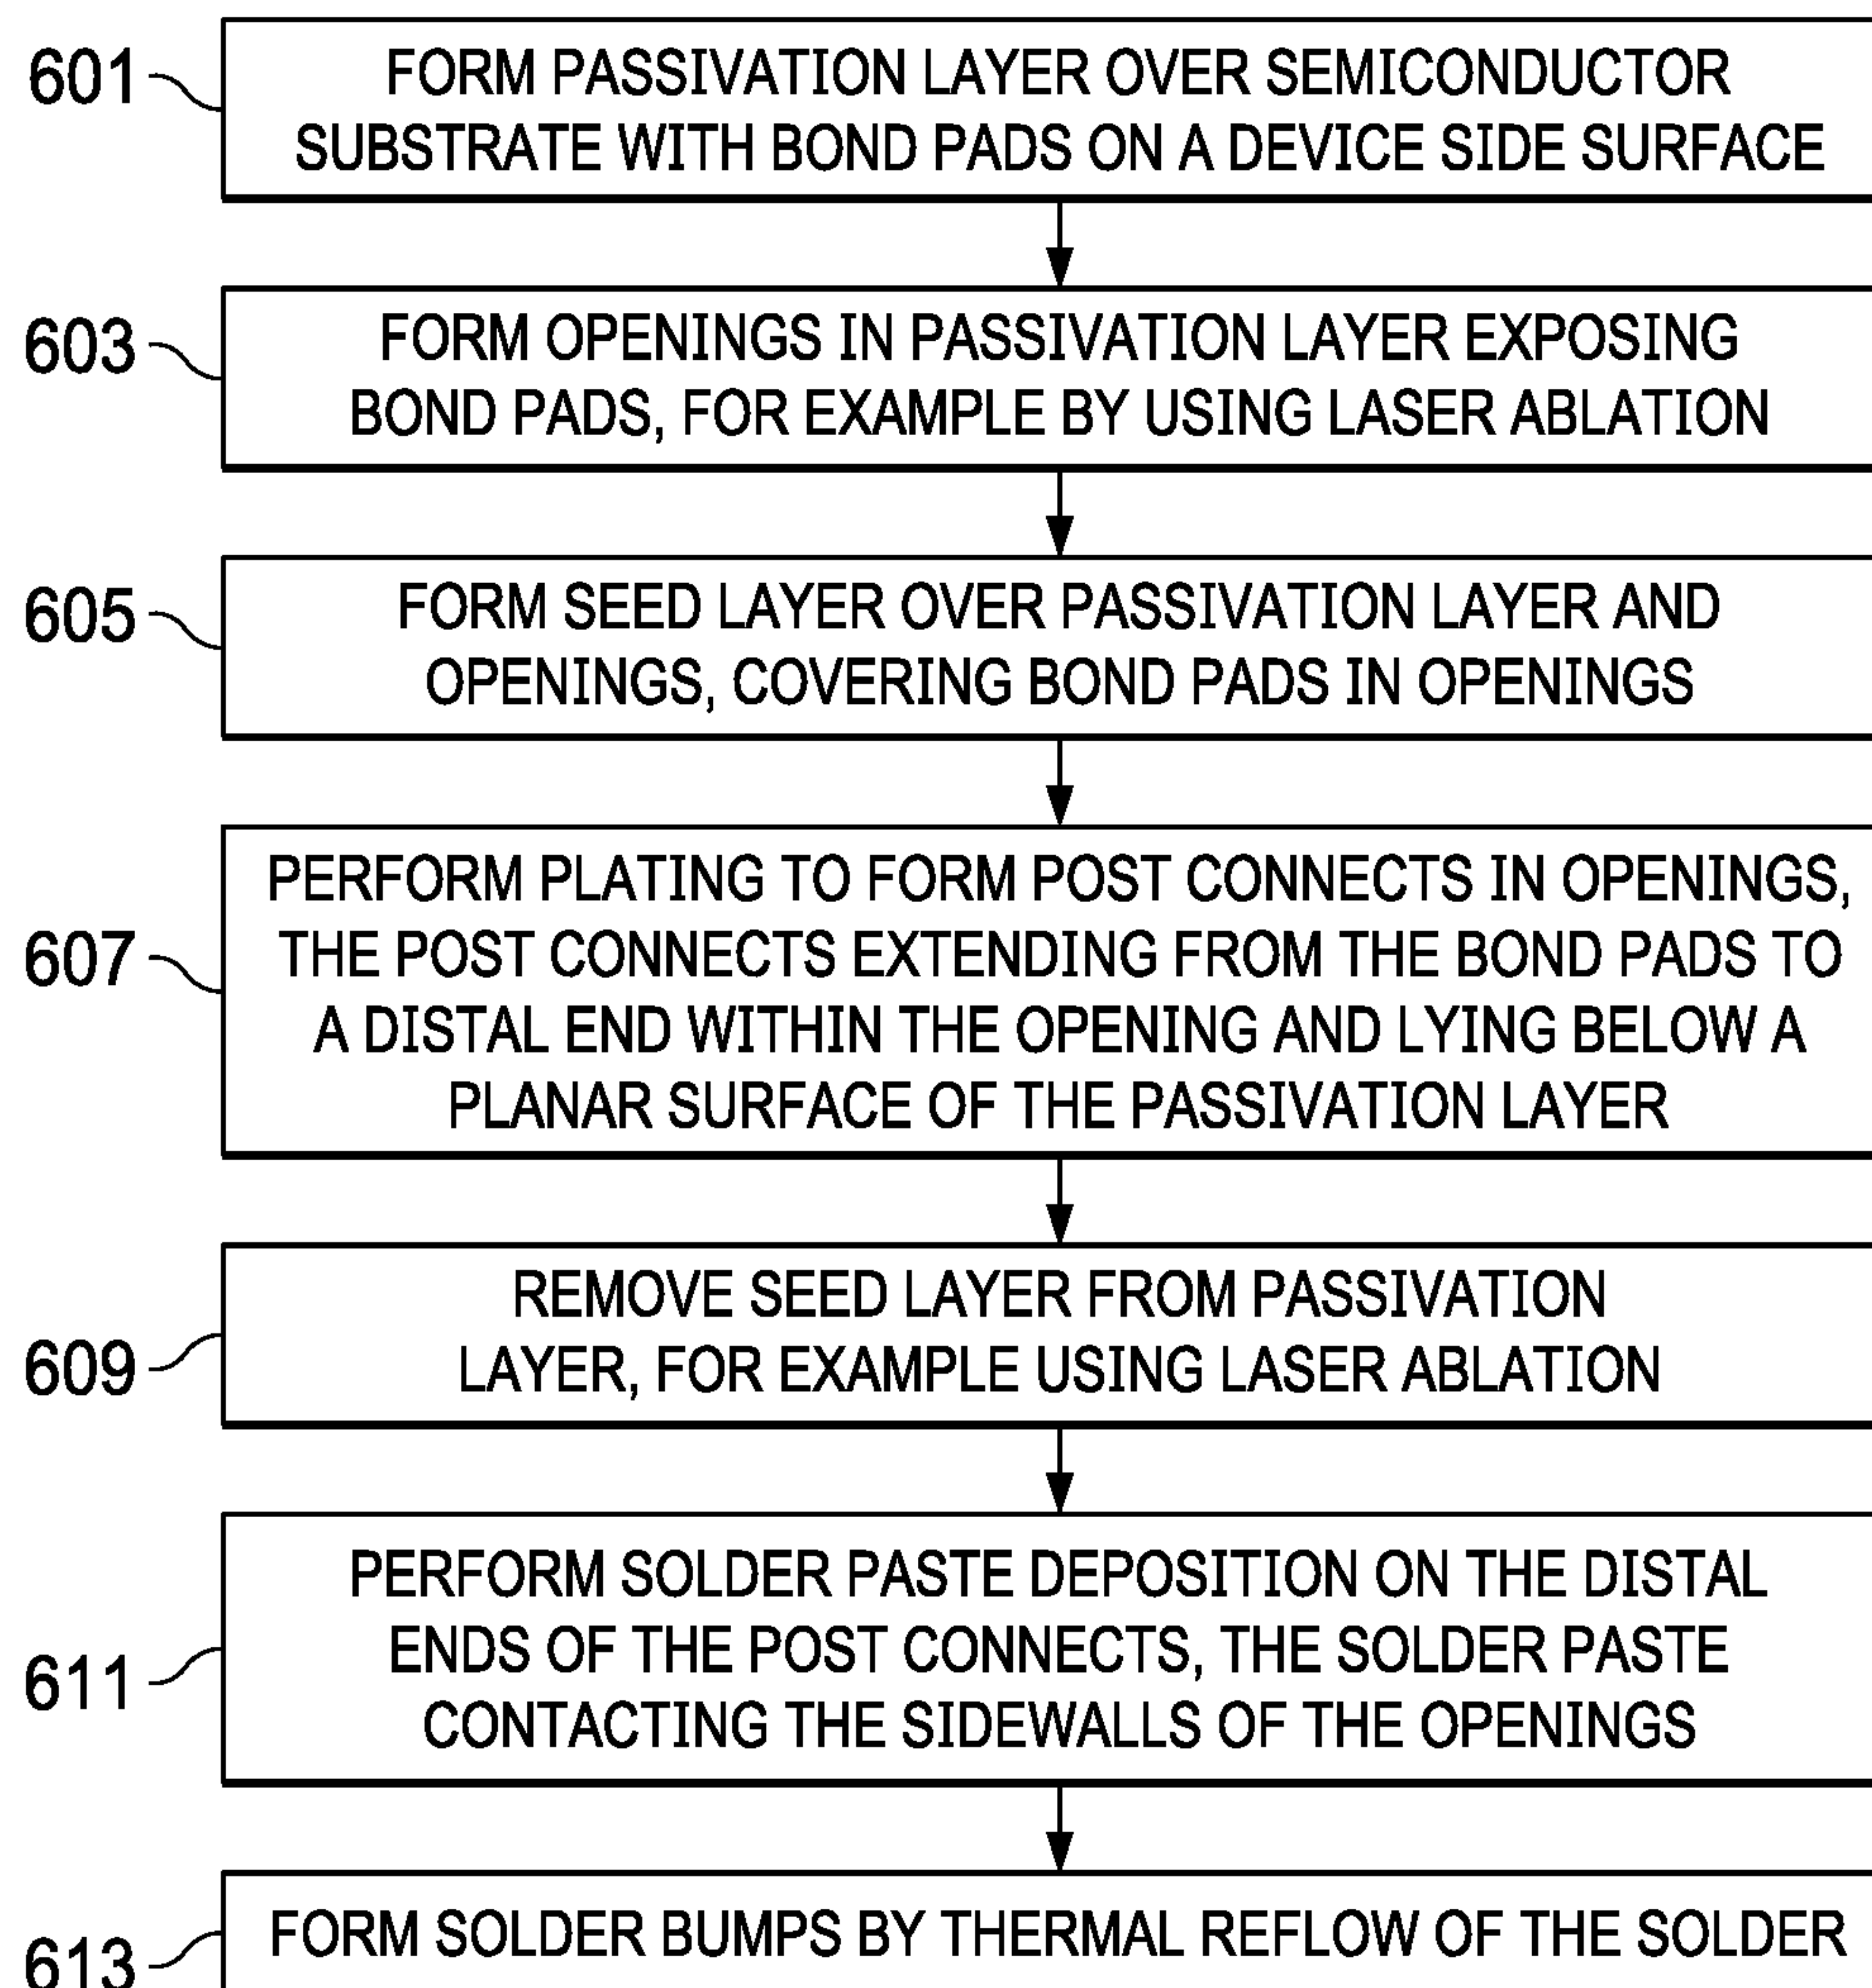 601
FORM PASSIVATION LAYER OVER SEMICONDUCTOR
SUBSTRATE WITH BOND PADS ON A DEVICE SIDE SURFACE
603
FORM OPENINGS IN PASSIVATION LAYER EXPOSING
BOND PADS, FOR EXAMPLE BY USING LASER ABLATION
605
FORM SEED LAYER OVER PASSIVATION LAYER AND
OPENINGS, COVERING BOND PADS IN OPENINGS
607
PERFORM PLATING TO FORM POST CONNECTS IN OPENINGS,
THE POST CONNECTS EXTENDING FROM THE BOND PADS TO
A DISTAL END WITHIN THE OPENING AND LYING BELOW A
PLANAR SURFACE OF THE PASSIVATION LAYER
609
REMOVE SEED LAYER FROM PASSIVATION
LAYER, FOR EXAMPLE USING LASER ABLATION
611
PERFORM SOLDER PASTE DEPOSITION ON THE DISTAL
ENDS OF THE POST CONNECTS, THE SOLDER PASTE
CONTACTING THE SIDEWALLS OF THE OPENINGS
613
FORM SOLDER BUMPS BY THERMAL REFLOW OF THE SOLDER